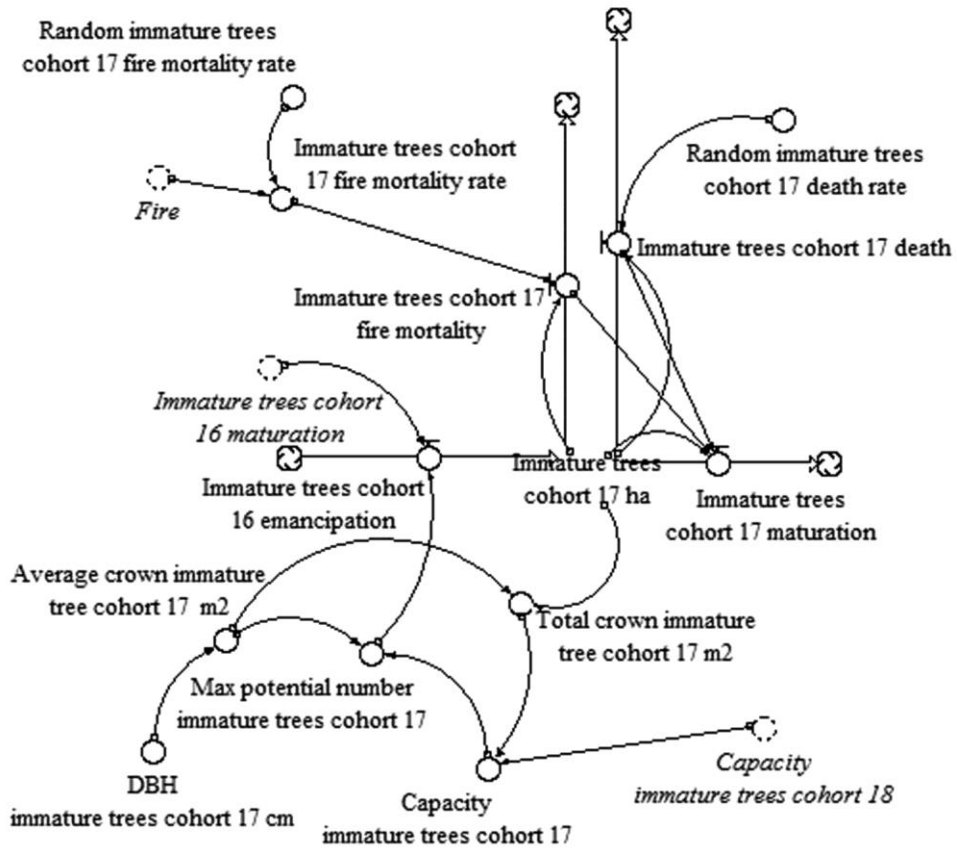 Random immature trees
cohort 17 fire mortality rate
Immature trees cohort
17 fire mortality rate
Random immature trees
cohort 17 death rate
Fire
Immature trees cohort 17 death
Immature trees cohort 17
fire mortality
Immature trees cohort
16 maturation
Immature trees
cohort 17 ha
Immature trees cohort
16 emancipation
Immature trees
cohort 17 maturation
Average crown immature
tree cohort 17 m2
Total crown immature
tree cohort 17 m2
Max potential number
immature trees cohort 17
DBH
immature trees cohort 17 cm
Capacity
immature trees cohort 17
Capacity
immature trees cohort 18